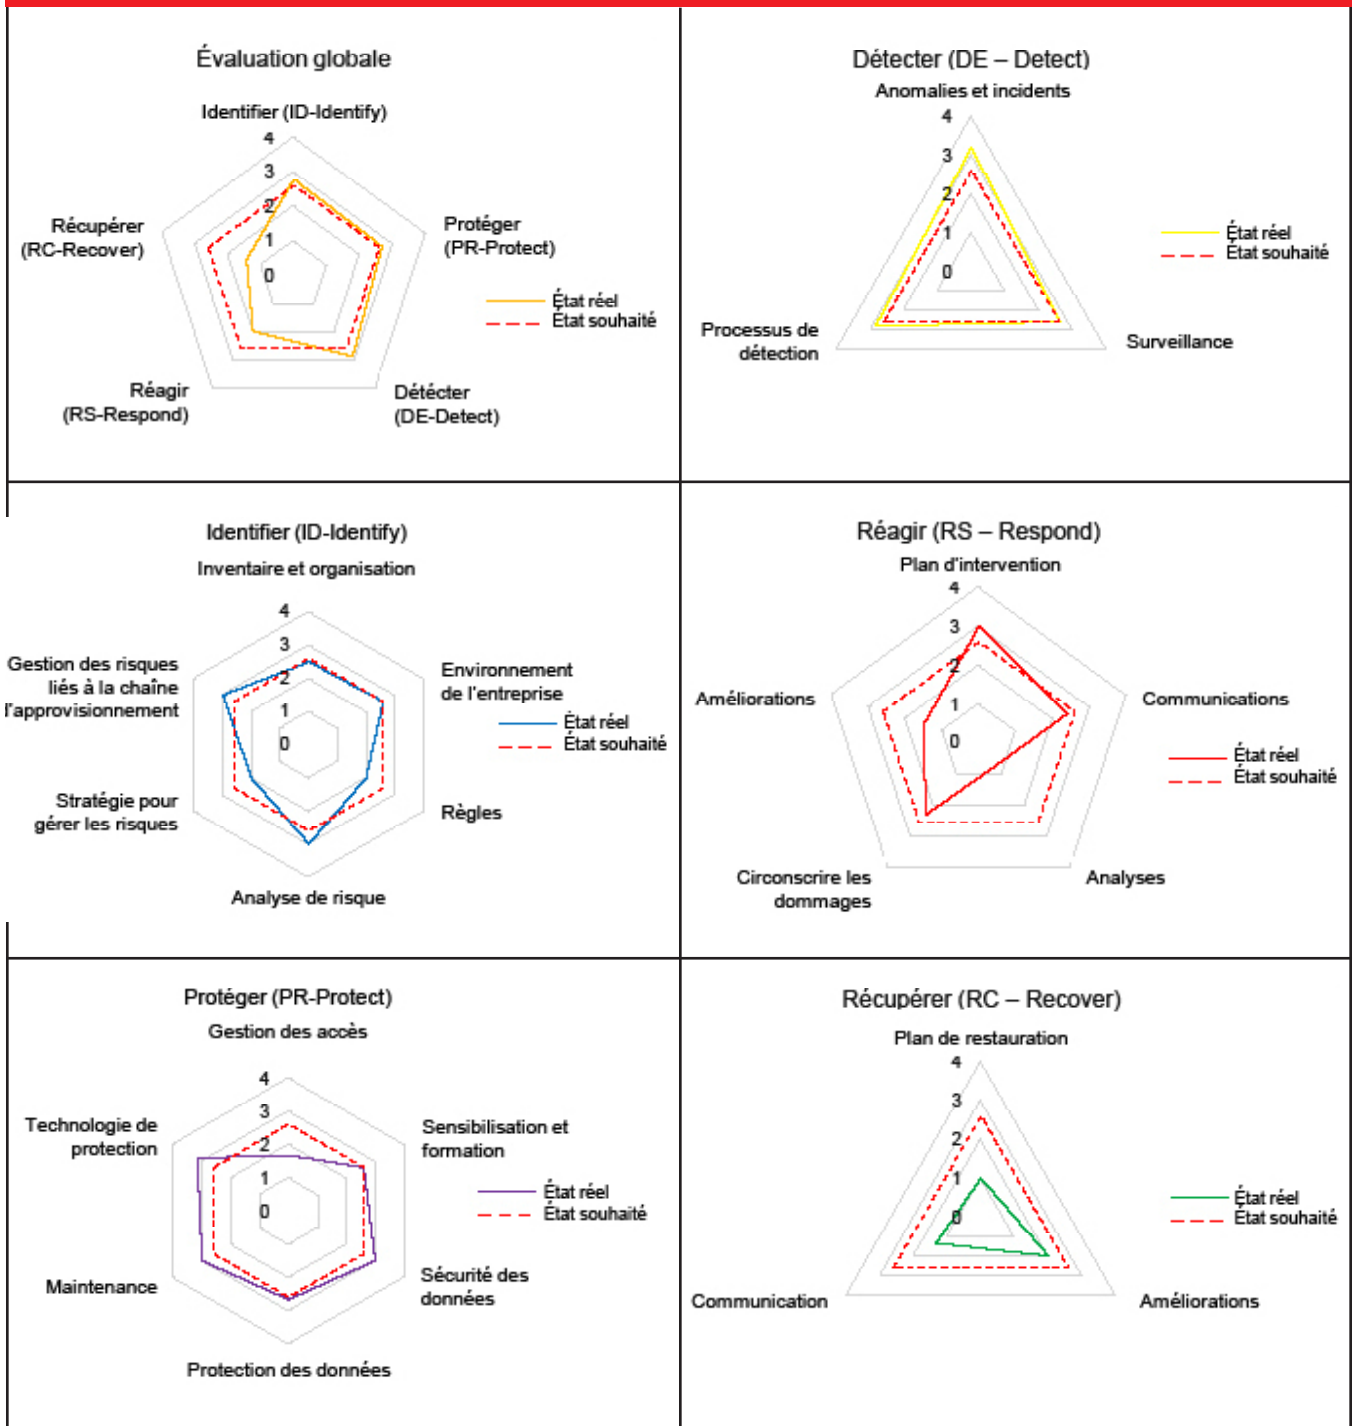 Évaluation globale
Identifier (ID-Identify)
4
3
2
1
0
Récupérer
(RC-Recover)
Protéger
(PR-Protect)
État réel
État souhaité
Réagir
(RS-Respond)
Détécter
(DE-Detect)
Détecter (DE – Detect)
Anomalies et incidents
4
3
2
1
0
État réel
État souhaité
Processus de
détection
Surveillance
Identifier (ID-Identify)
Inventaire et organisation
4
3
2
1
0
Gestion des risques
liés à la chaîne
d'approvisionnement
Environnement
de l'entreprise
État réel
État souhaité
Stratégie pour
gérer les risques
Règles
Analyse de risque
Réagir (RS – Respond)
Plan d'intervention
4
3
2
1
0
Améliorations
Communications
État réel
État souhaité
Circonscrire les
dommages
Analyses
Protéger (PR-Protect)
Gestion des accès
4
3
2
1
0
Technologie de
protection
Sensibilisation et
formation
État réel
État souhaité
Maintenance
Sécurité des
données
Protection des données
Récupérer (RC – Recover)
Plan de restauration
4
3
2
1
0
État réel
État souhaité
Communication
Améliorations